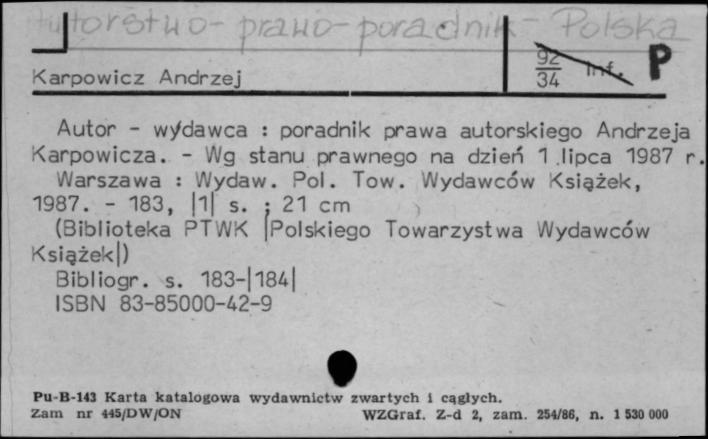 Autorstwo - prawo - poradnik - Polska
92
34
Inf.
P
Karpowicz Andrzej
Autor - wydawca : poradnik prawa autorskiego Andrzeja
Karpowicza. - Wg stanu prawnego na dzień 1 lipca 1987 r.
Warszawa : Wydaw. Pol. Tow. Wydawców Książek,
1987. - 183, |1| s. ; 21 cm
(Biblioteka PTWK |Polskiego Towarzystwa Wydawców
Książek|)
Bibliogr. s. 183-|184|
ISBN 83-85000-42-9
Pu-B-143 Karta katalogowa wydawnictw zwartych i ciągłych.
Zam nr 445/DW/ON WZGraf. Z-d 2, zam. 254/86, n. 1 530 000